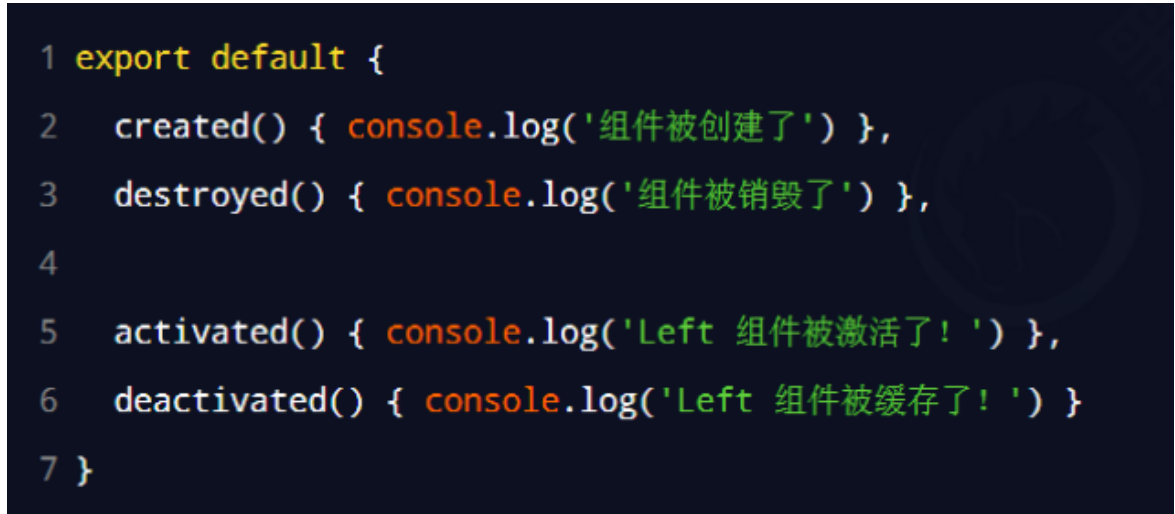 1 export default {
2   created() { console.log('组件被创建了') },
3   destroyed() { console.log('组件被销毁了') },
4
5   activated() { console.log('Left 组件被激活了！') },
6   deactivated() { console.log('Left 组件被缓存了！') }
7 }